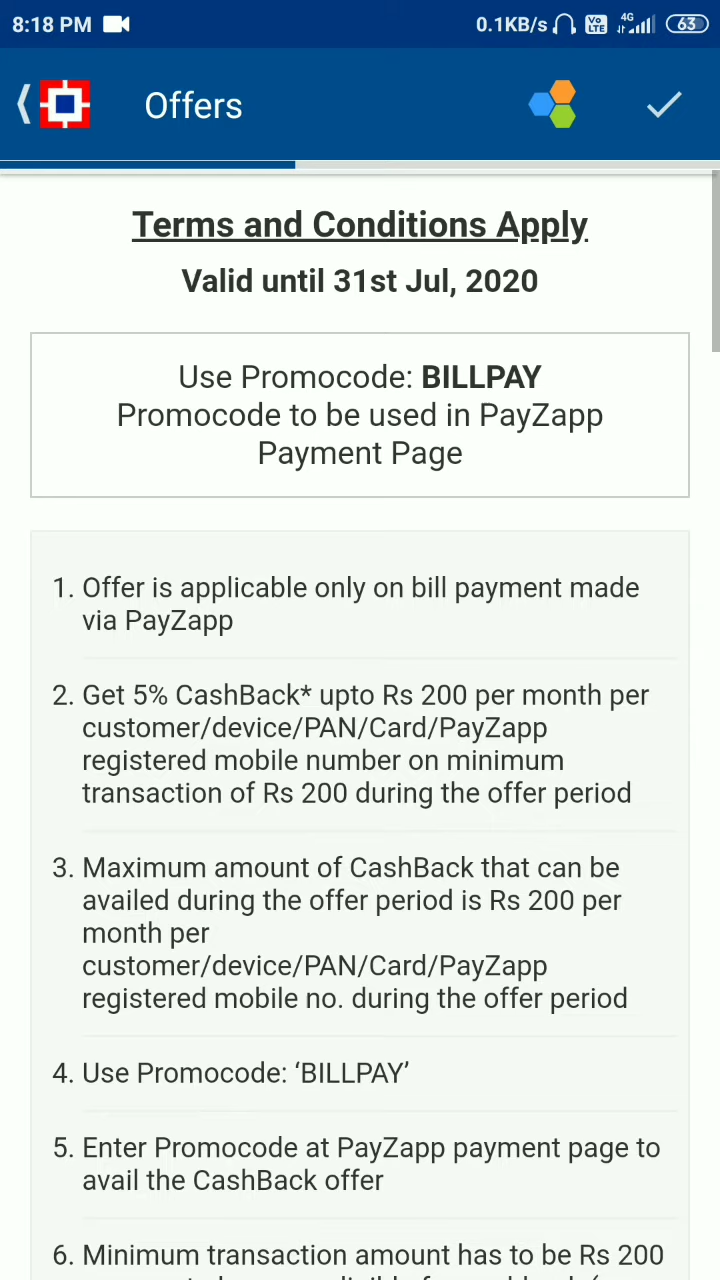 8:18 PM 0.1KB/s Vo LTE 4G 63
Offers
Terms and Conditions Apply
Valid until 31st Jul, 2020
Use Promocode: BILLPAY
Promocode to be used in PayZapp
Payment Page
1. Offer is applicable only on bill payment made
via PayZapp
2. Get 5% CashBack* upto Rs 200 per month per
customer/device/PAN/Card/PayZapp
registered mobile number on minimum
transaction of Rs 200 during the offer period
3. Maximum amount of CashBack that can be
availed during the offer period is Rs 200 per
month per
customer/device/PAN/Card/PayZapp
registered mobile no. during the offer period
4. Use Promocode: ‘BILLPAY’
5. Enter Promocode at PayZapp payment page to
avail the CashBack offer
6. Minimum transaction amount has to be Rs 200